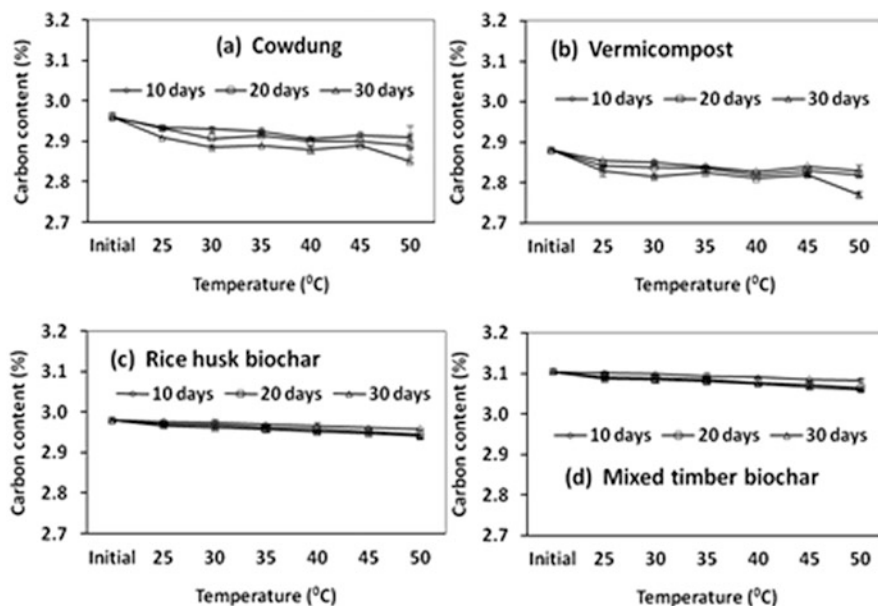 3.2
3.1
3.0
2.9
2.8
2.7
Carbon content (%)
(a) Cowdung
10 days 20 days 30 days
Initial 25 30 35 40 45 50
Temperature (⁰C)
3.2
3.1
3.0
2.9
2.8
2.7
Carbon content (%)
(b) Vermicompost
10 days 20 days 30 days
Initial 25 30 35 40 45 50
Temperature (⁰C)
3.2
3.1
3.0
2.9
2.8
2.7
Carbon content (%)
(c) Rice husk biochar
10 days 20 days 30 days
Initial 25 30 35 40 45 50
Temperature (⁰C)
3.2
3.1
3.0
2.9
2.8
2.7
Carbon content (%)
10 days 20 days 30 days
(d) Mixed timber biochar
Initial 25 30 35 40 45 50
Temperature (⁰C)